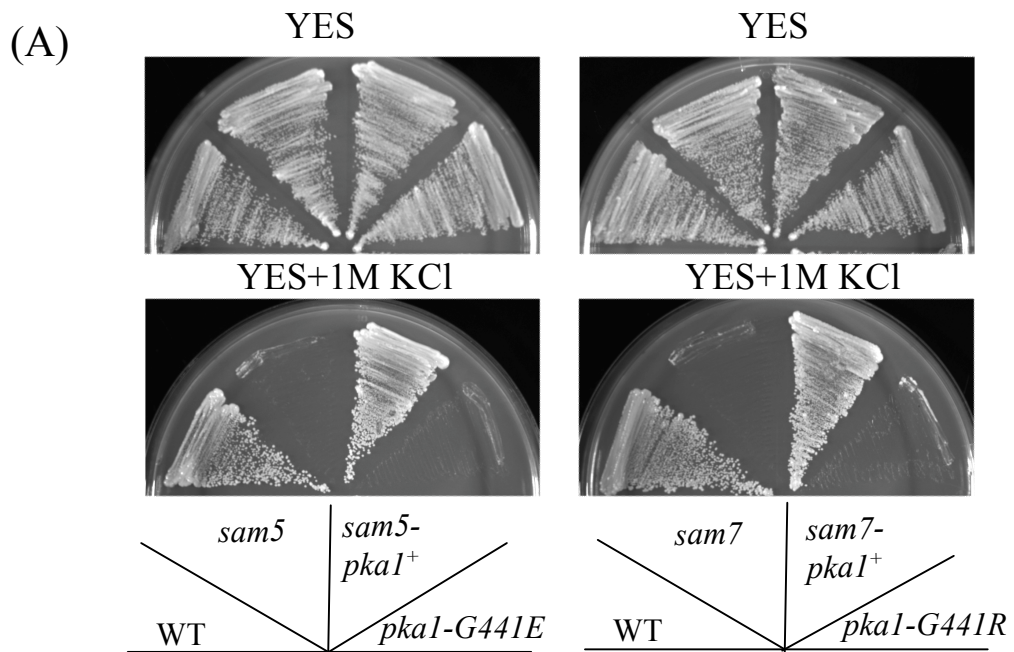 (A)
YES
YES
YES+1M KCl
YES+1M KCl
sam5
sam5-
pka1⁺
WT
pka1-G441E
sam7
sam7-
pka1⁺
WT
pka1-G441R